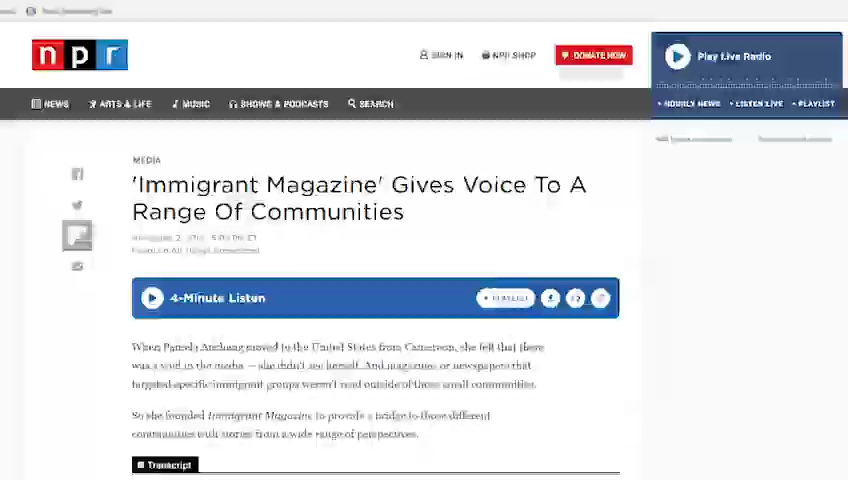 npr
SIGN IN
NPR SHOP
DONATE NOW
Play Live Radio
NEWS
ARTS & LIFE
MUSIC
SHOWS & PODCASTS
SEARCH
HOURLY NEWS
LISTEN LIVE
PLAYLIST
MEDIA
'Immigrant Magazine' Gives Voice To A
Range Of Communities
4-Minute Listen
PLAYLIST
When Pamela Anchang moved to the United States from Cameroon, she felt that there
was a void in the media — she didn't see herself. And magazines or newspapers that
targeted specific immigrant groups weren't read outside of those small communities.
So she founded Immigrant Magazine to provide a bridge to those different
communities with stories from a wide range of perspectives.
Transcript